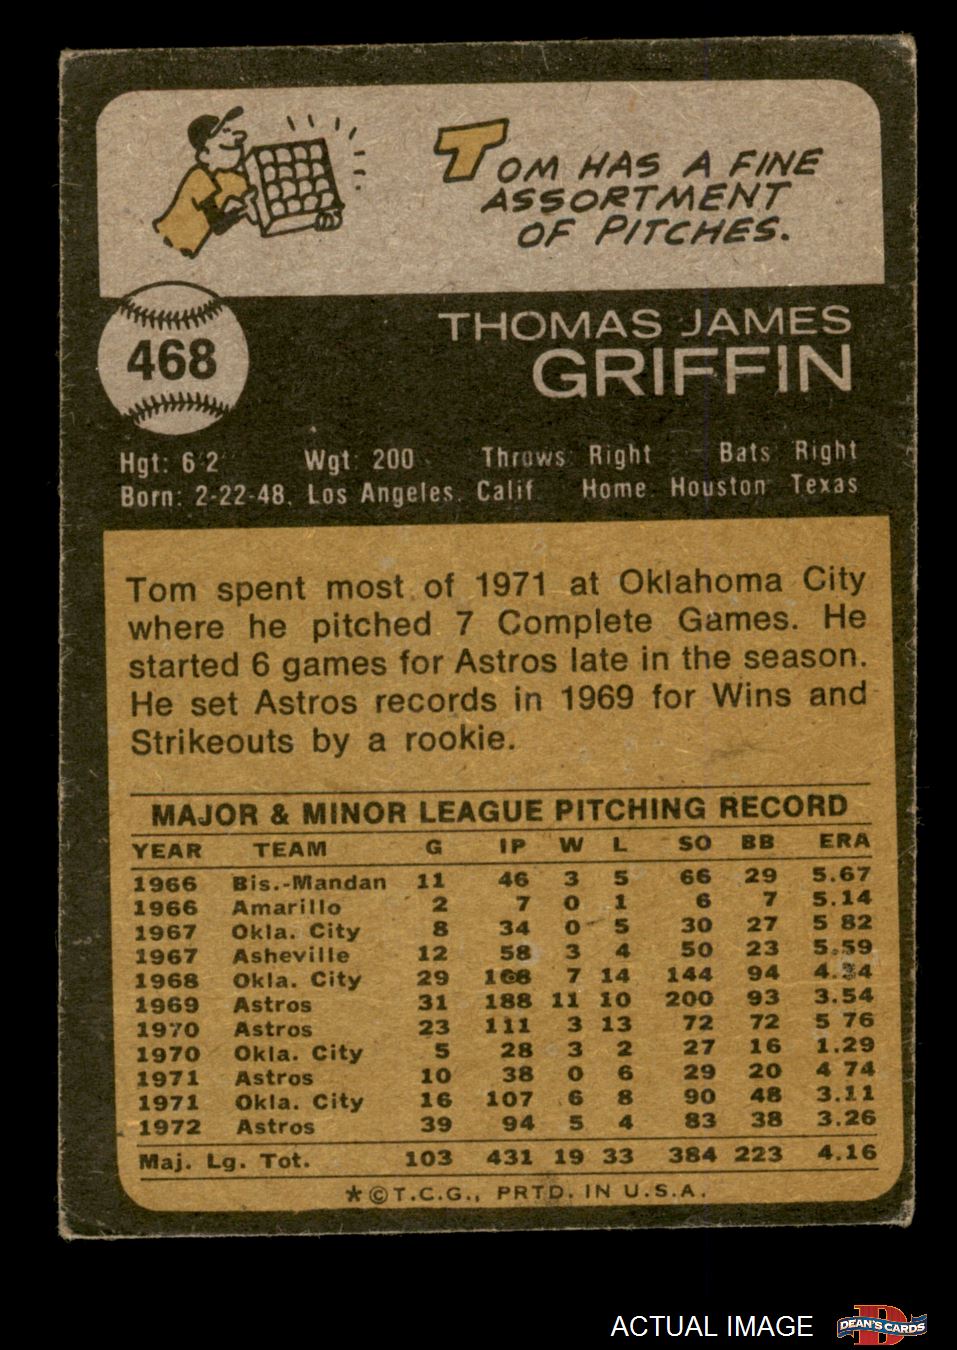 TOM HAS A FINE
ASSORTMENT
OF PITCHES.
468
THOMAS JAMES
GRIFFIN
Hgt: 6'2 Wgt 200 Throws Right Bats Right
Born: 2-22-48, Los Angeles, Calif Home Houston Texas
Tom spent most of 1971 at Oklahoma City
where he pitched 7 Complete Games. He
started 6 games for Astros late in the season.
He set Astros records in 1969 for Wins and
Strikeouts by a rookie.
MAJOR & MINOR LEAGUE PITCHING RECORD
YEAR TEAM G IP W L SO BB ERA
1966 Bis.-Mandan 11 46 3 5 66 29 5.67
1966 Amarillo 2 7 0 1 6 7 5.14
1967 Okla. City 8 34 0 5 30 27 5 82
1967 Asheville 12 58 3 4 50 23 5.59
1968 Okla. City 29 168 7 14 144 94 4.34
1969 Astros 31 188 11 10 200 93 3.54
1970 Astros 23 111 3 13 72 72 5 76
1970 Okla. City 5 28 3 2 27 16 1.29
1971 Astros 10 38 0 6 29 20 4 74
1971 Okla. City 16 107 6 8 90 48 3.11
1972 Astros 39 94 5 4 83 38 3.26
Maj. Lg. Tot. 103 431 19 33 384 223 4.16
★©T.C.G., PRTD. IN U.S.A.
ACTUAL IMAGE
DEAN'S CARDS